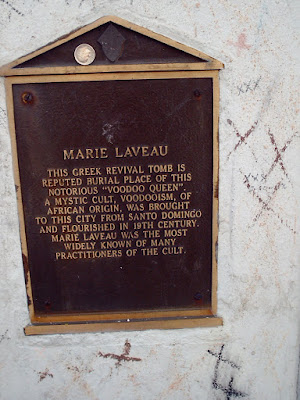 MARIE LAVEAU
THIS GREEK REVIVAL TOMB IS
REPUTED BURIAL PLACE OF THIS
NOTORIOUS "VOODOO QUEEN".
A MYSTIC CULT, VOODOOISM, OF
AFRICAN ORIGIN, WAS BROUGHT
TO THIS CITY FROM SANTO DOMINGO
AND FLOURISHED IN 19TH CENTURY.
MARIE LAVEAU WAS THE MOST
WIDELY KNOWN OF MANY
PRACTITIONERS OF THE CULT.